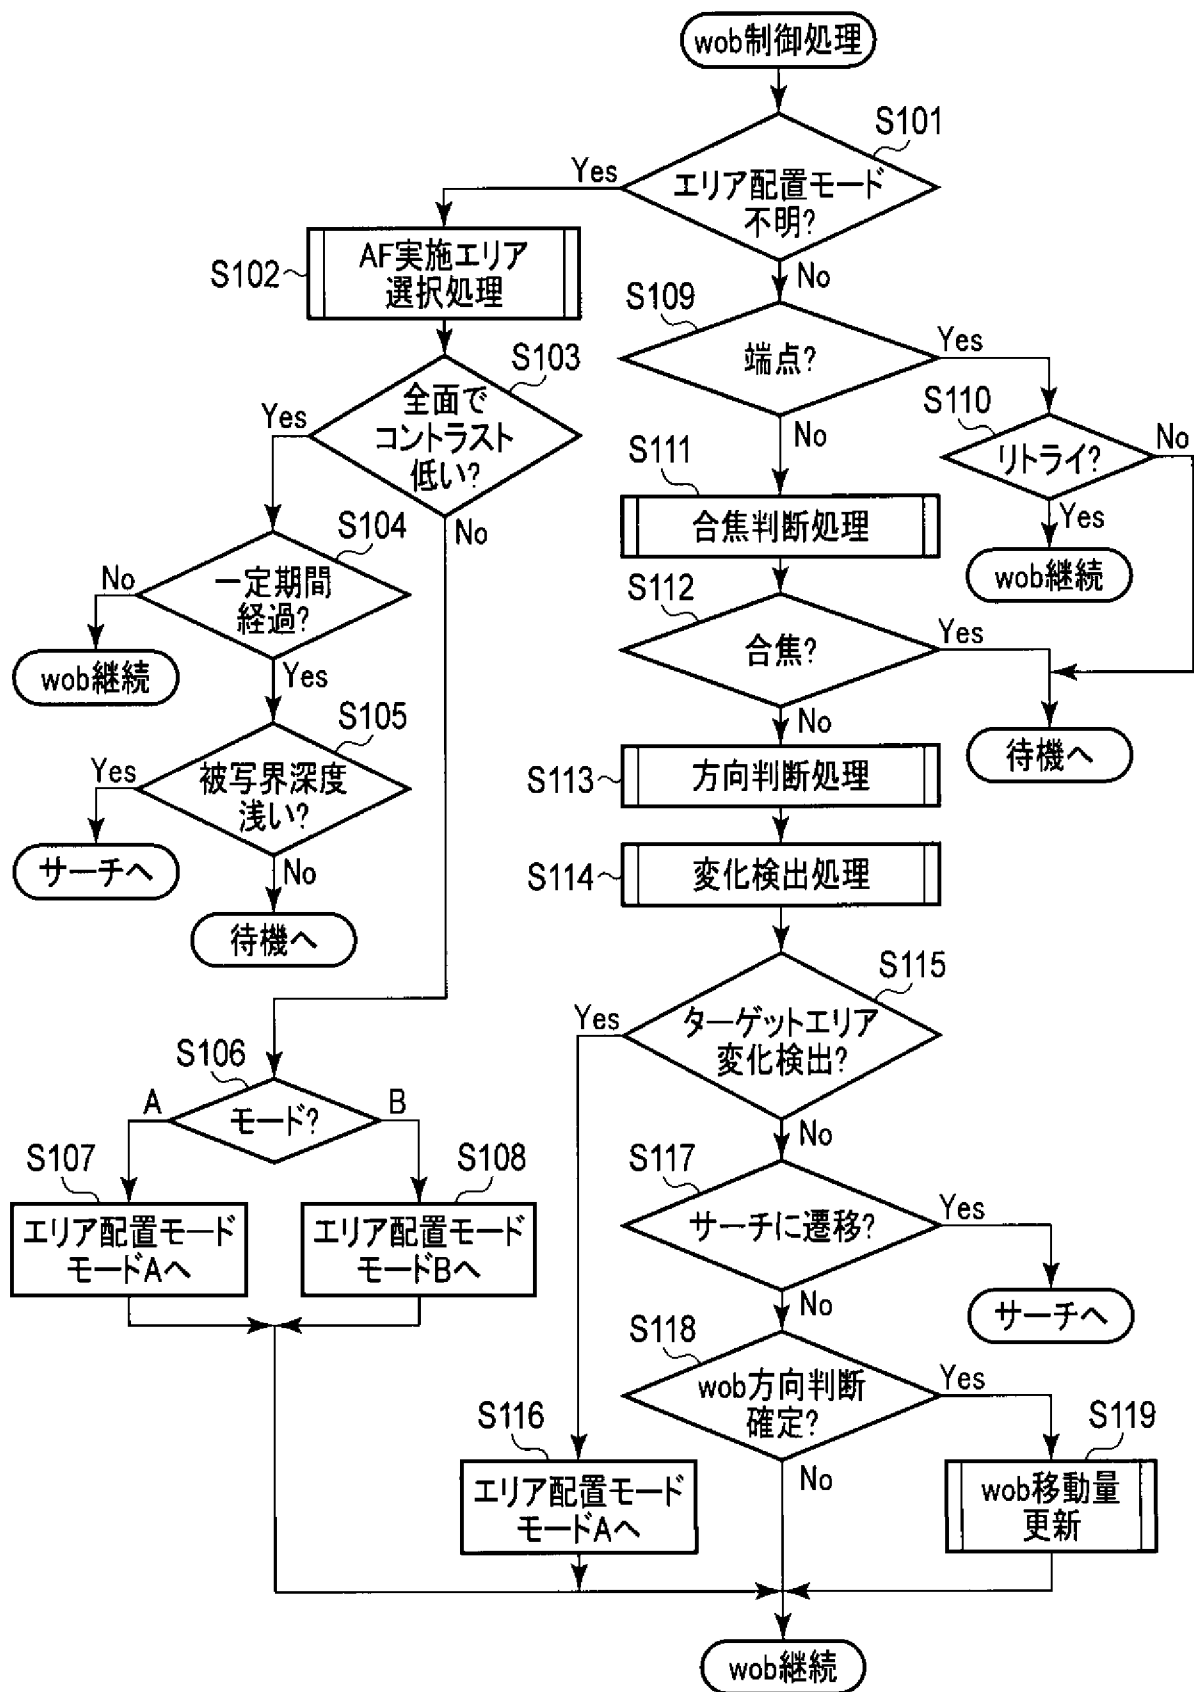 wob制御処理
S101
エリア配置モード
不明?
Yes
No
S102
AF実施エリア
選択処理
S103
全面で
コントラスト
低い?
Yes
No
S104
一定期間
経過?
No
wob継続
Yes
S105
被写界深度
浅い?
Yes
サーチへ
No
待機へ
S106
モード?
A
B
S107
エリア配置モード
モードAへ
S108
エリア配置モード
モードBへ
S109
端点?
Yes
No
S110
リトライ?
No
Yes
wob継続
S111
合焦判断処理
S112
合焦?
Yes
待機へ
No
S113
方向判断処理
S114
変化検出処理
S115
ターゲットエリア
変化検出?
Yes
No
S116
エリア配置モード
モードAへ
S117
サーチに遷移?
Yes
サーチへ
No
S118
wob方向判断
確定?
Yes
No
S119
wob移動量
更新
wob継続